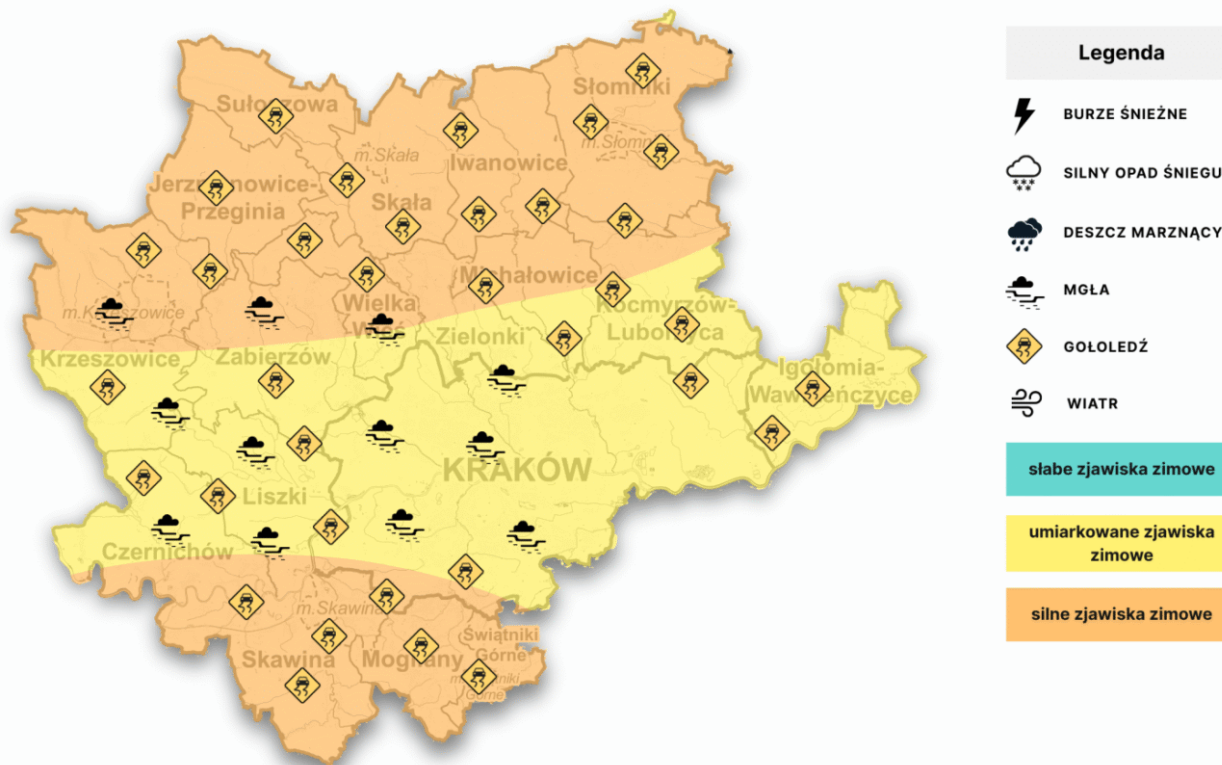 Słomniki
Sułoszowa
m.Skała
Iwanowice
Jerzmanowice-
Przeginia
Skała
Michałowice
m.Krzeszowice
Wielka
Wieś
Kocmyrzów-
Luborzyca
Zielonki
Krzeszowice
Zabierzów
Igołomia-
Wawrzeńczyce
KRAKÓW
Liszki
Czernichów
m.Skawina
Świątniki
Górne
Skawina
Mogilany
Górne
Legenda
BURZE ŚNIEŻNE
SILNY OPAD ŚNIEGU
DESZCZ MARZNĄCY
MGŁA
GOŁOLEDŹ
WIATR
słabe zjawiska zimowe
umiarkowane zjawiska
zimowe
silne zjawiska zimowe